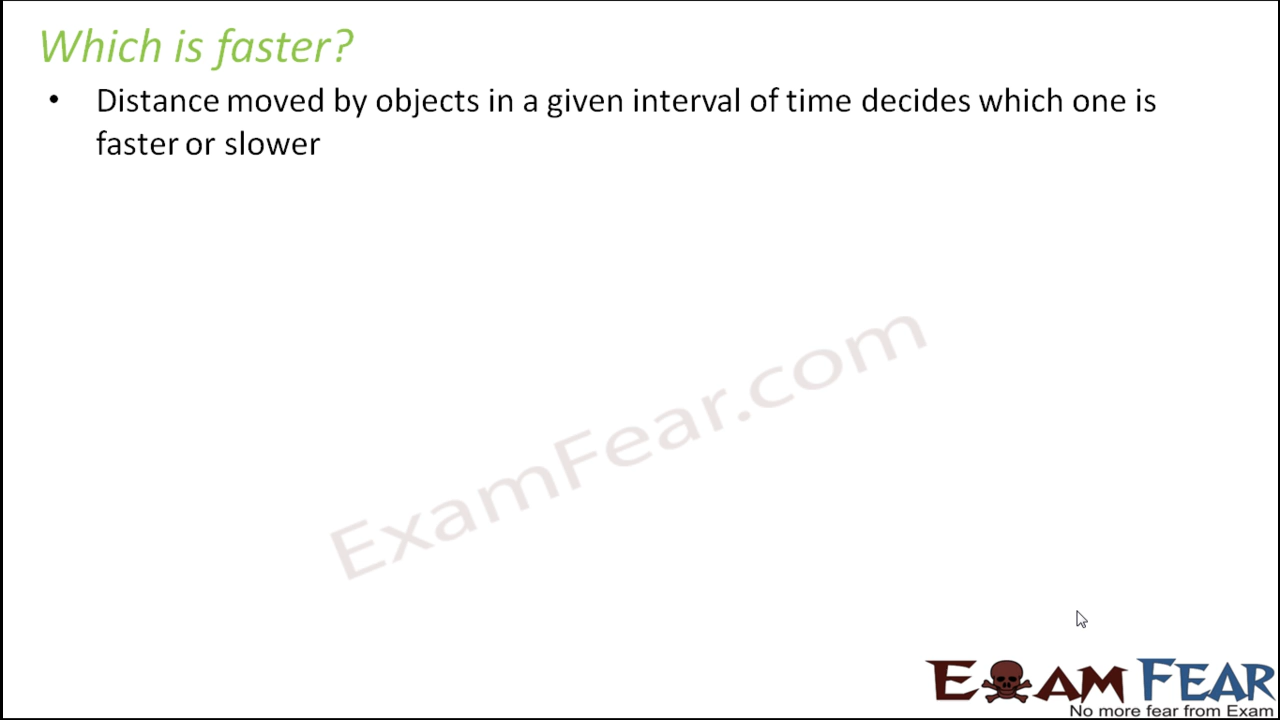 Which is faster?
• Distance moved by objects in a given interval of time decides which one is
faster or slower
ExamFear.com
EXAM FEAR
No more fear from Exam